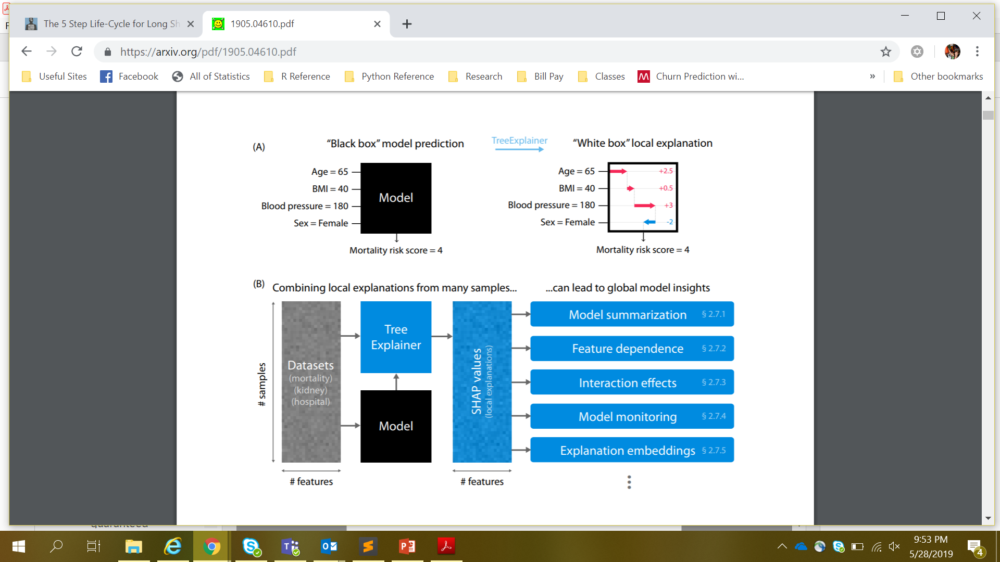 The 5 Step Life-Cycle for Long Sh
1905.04610.pdf
https://arxiv.org/pdf/1905.04610.pdf
Useful Sites
Facebook
All of Statistics
R Reference
Python Reference
Research
Bill Pay
Classes
Churn Prediction wi...
»
Other bookmarks
(A)
“Black box” model prediction
TreeExplainer
“White box” local explanation
Age = 65
BMI = 40
Blood pressure = 180
Sex = Female
Model
Mortality risk score = 4
Age = 65
BMI = 40
Blood pressure = 180
Sex = Female
+2.5
+0.5
+3
-2
Mortality risk score = 4
(B)
Combining local explanations from many samples...
...can lead to global model insights
# samples
Datasets
(mortality)
(kidney)
(hospital)
# features
Tree
Explainer
Model
SHAP values
(local explanations)
# features
Model summarization § 2.7.1
Feature dependence § 2.7.2
Interaction effects § 2.7.3
Model monitoring § 2.7.4
Explanation embeddings § 2.7.5
9:53 PM
5/28/2019
4